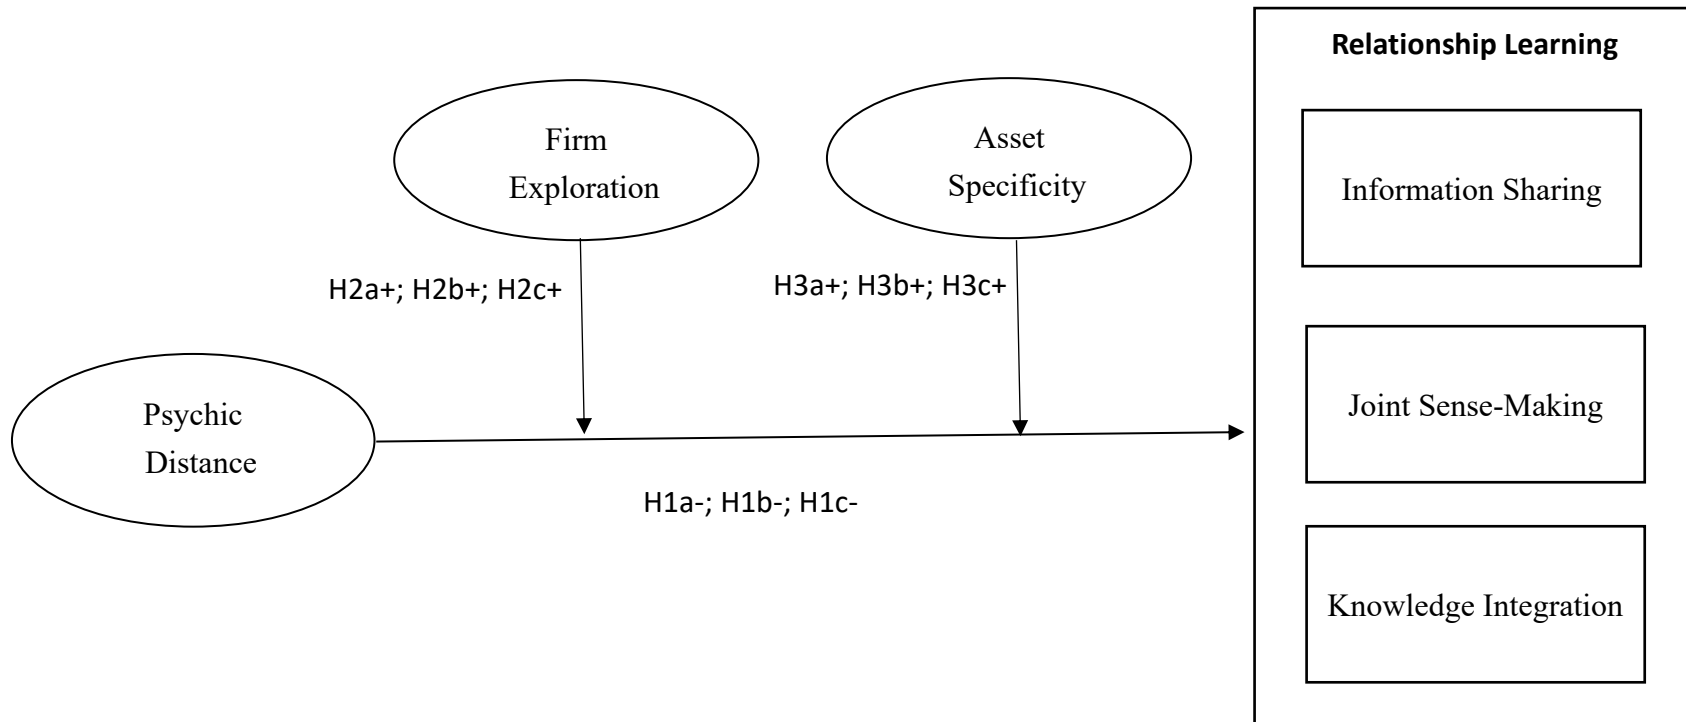 Relationship Learning
Firm
Exploration
Asset
Specificity
Information Sharing
H2a+; H2b+; H2c+
H3a+; H3b+; H3c+
Psychic
Distance
Joint Sense-Making
H1a-; H1b-; H1c-
Knowledge Integration